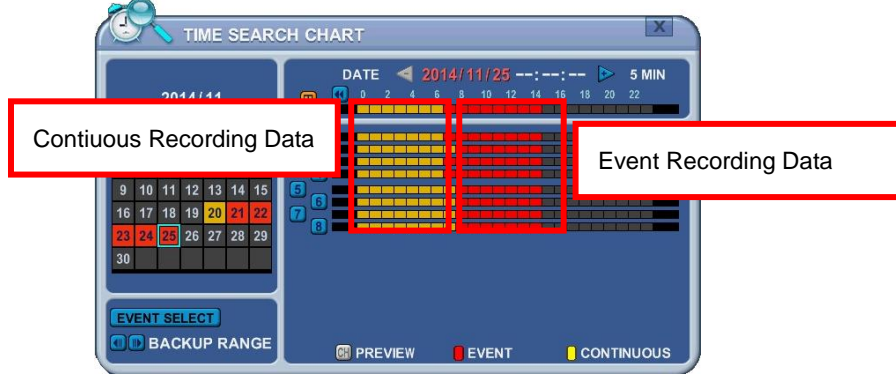 TIME SEARCH CHART X
DATE 2014/11/25 --:--:-- 5 MIN
0 2 4 6 8 10 12 14 16 18 20 22
Contiuous Recording Data
Event Recording Data
9 10 11 12 13 14 15
16 17 18 19 20 21 22
23 24 25 26 27 28 29
30
5
6
7
8
EVENT SELECT
BACKUP RANGE
CH PREVIEW EVENT CONTINUOUS